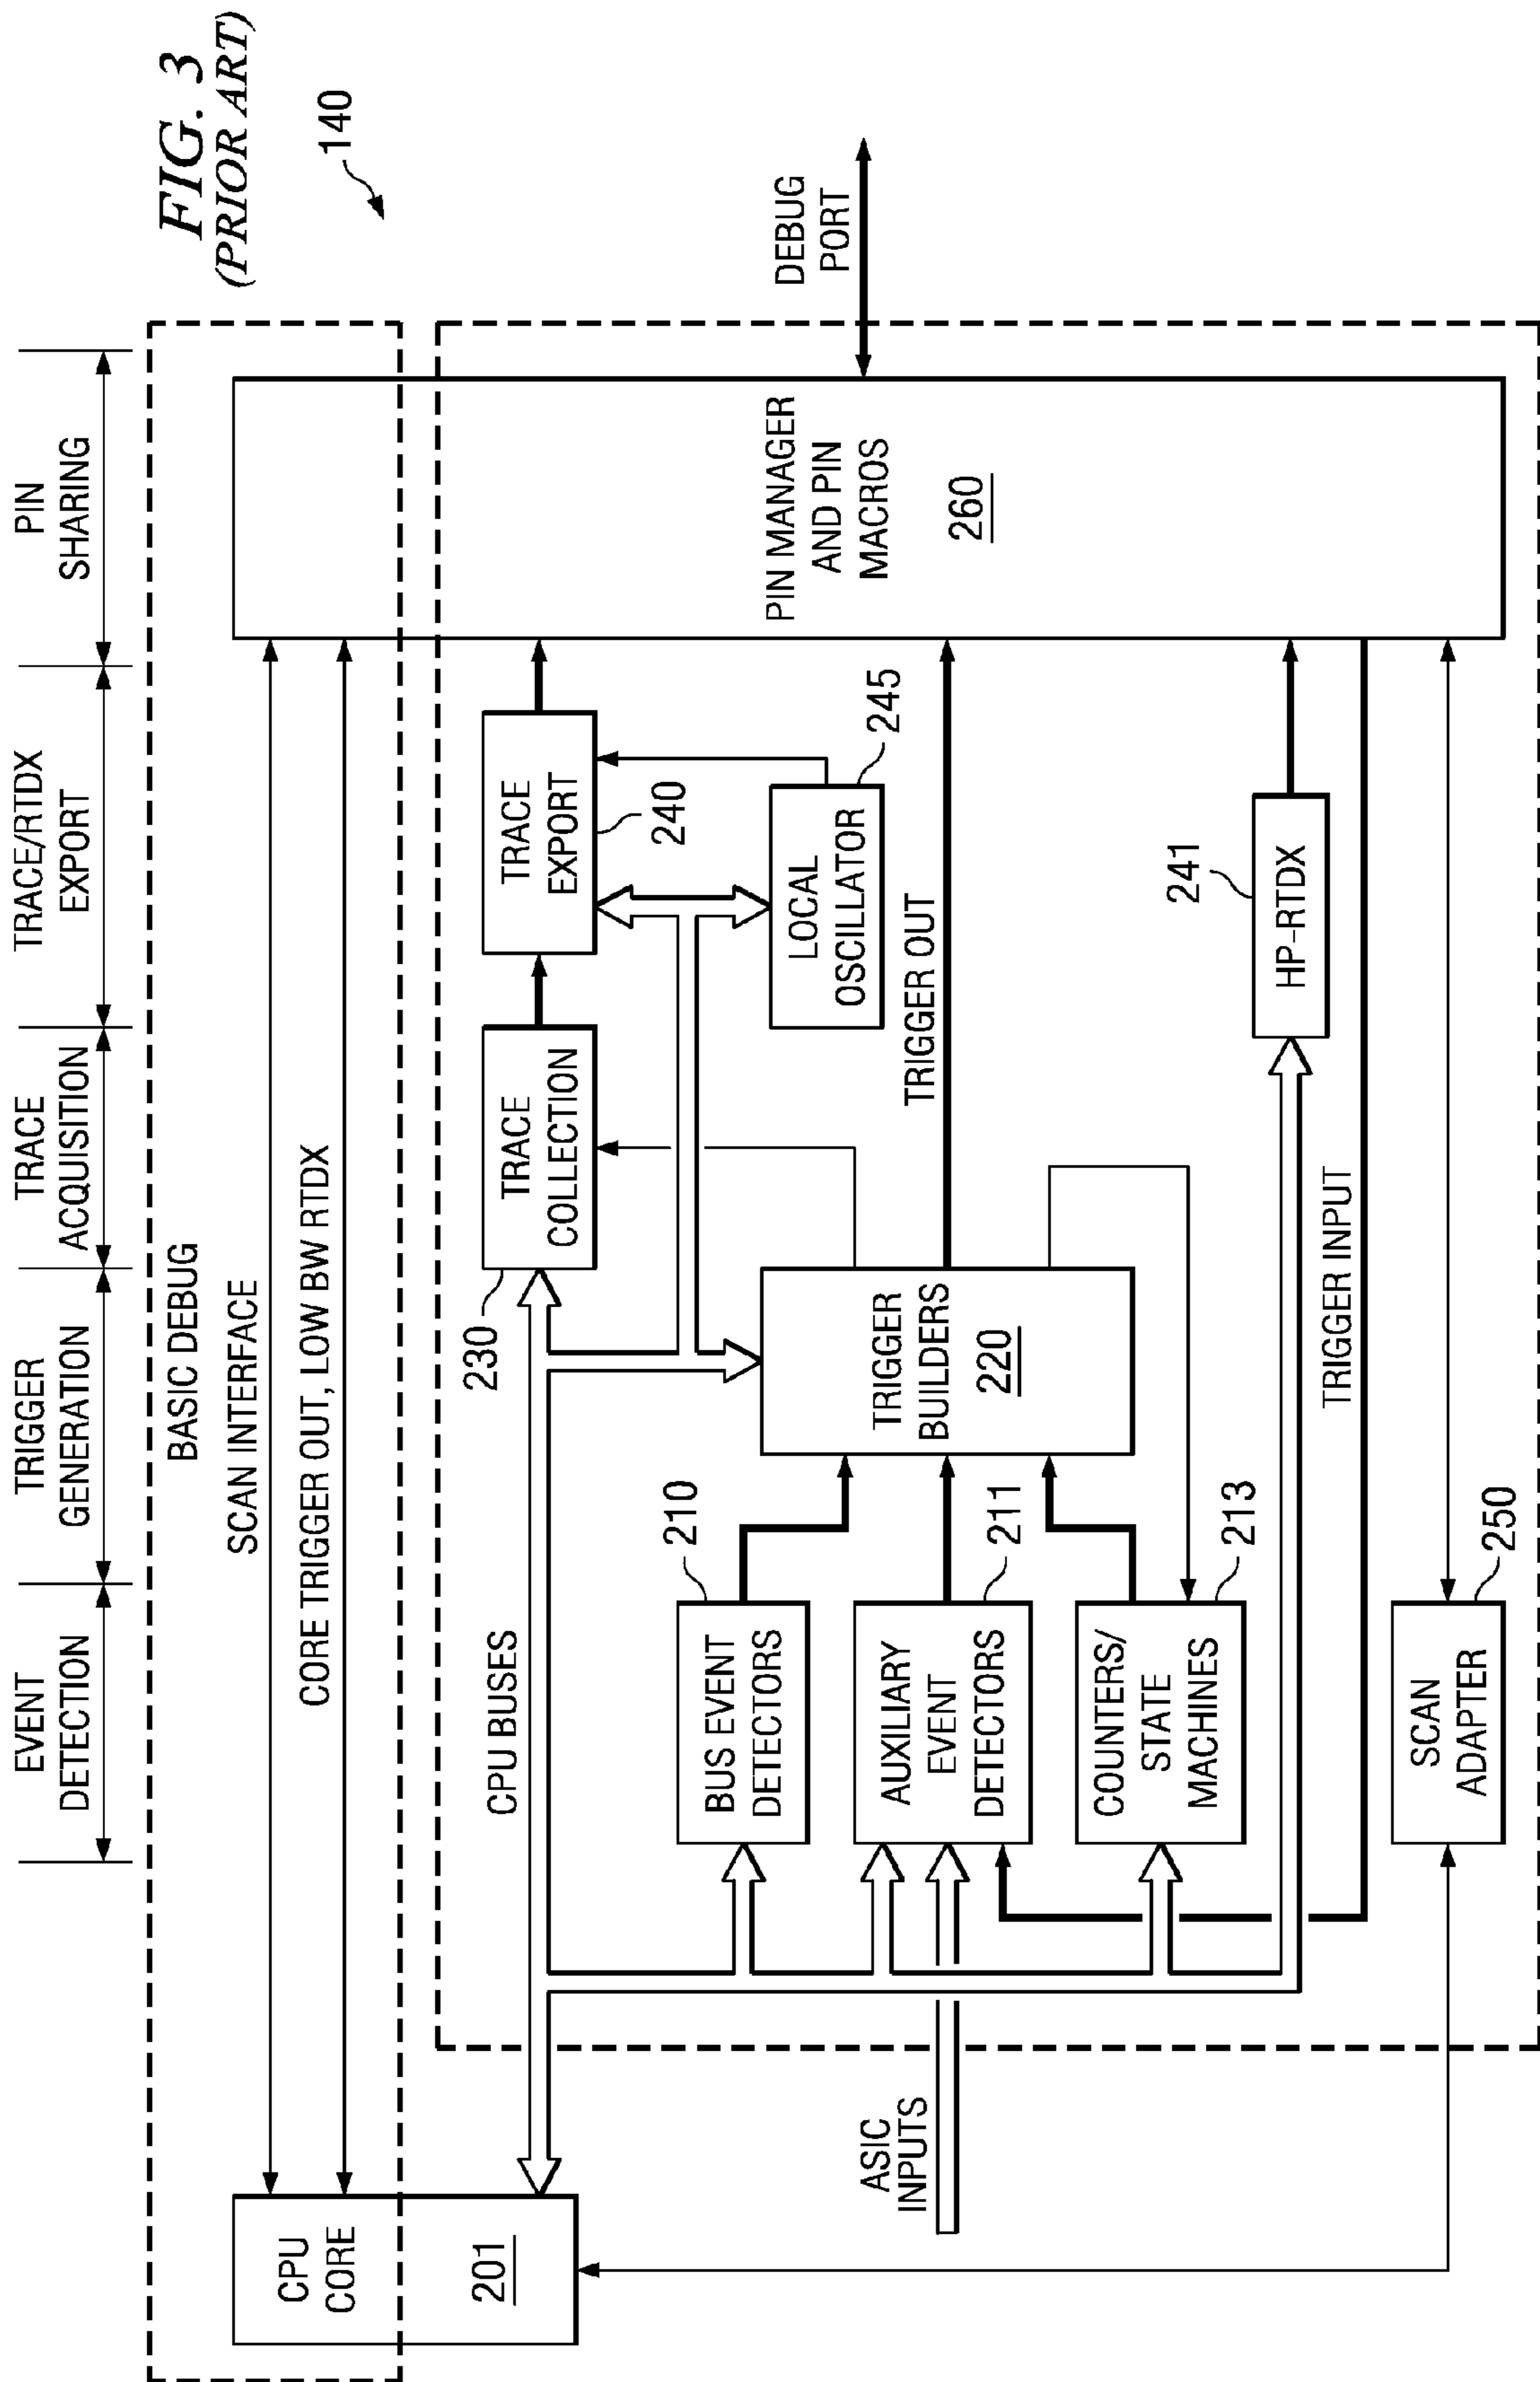 FIG. 3
(PRIOR ART)
140
EVENT
DETECTION
TRIGGER
GENERATION
TRACE
ACQUISITION
TRACE/RTDX
EXPORT
PIN
SHARING
BASIC DEBUG
SCAN INTERFACE
CORE TRIGGER OUT, LOW BW RTDX
CPU
CORE
201
CPU BUSES
230
TRACE
COLLECTION
TRACE
EXPORT
240
LOCAL
OSCILLATOR
245
PIN MANAGER
AND PIN
MACROS
260
DEBUG
PORT
BUS EVENT
DETECTORS
210
TRIGGER
BUILDERS
220
TRIGGER OUT
ASIC
INPUTS
AUXILIARY
EVENT
DETECTORS
211
COUNTERS/
STATE
MACHINES
213
HP-RTDX
241
TRIGGER INPUT
SCAN
ADAPTER
250